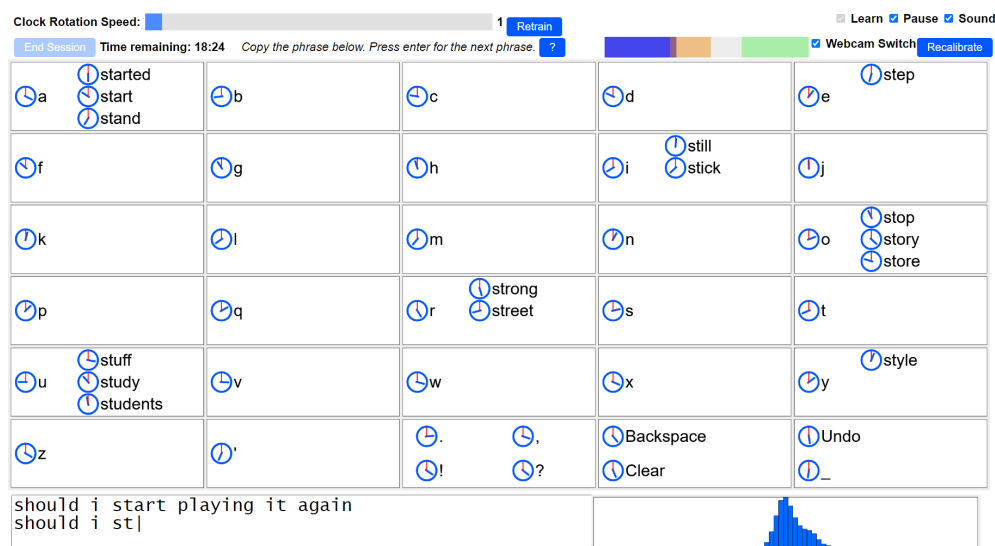 Clock Rotation Speed: 1 Retrain Learn Pause Sound
End Session Time remaining: 18:24 Copy the phrase below. Press enter for the next phrase. ? Webcam Switch Recalibrate
a started start stand
b
c
d
e step
f
g
h
i still stick
j
k
l
m
n
o stop story store
p
q
r strong street
s
t
u stuff study students
v
w
x
y style
z
'
. , ! ?
Backspace Clear
Undo _
should i start playing it again
should i st